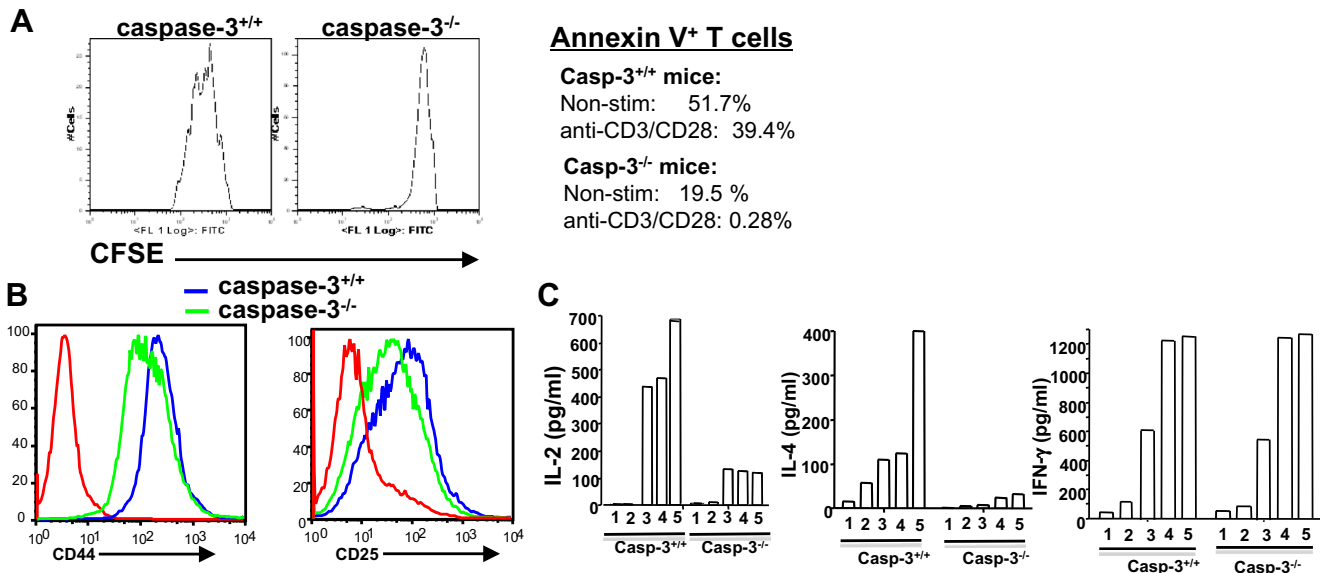 A
caspase-3+/+
caspase-3-/-
Annexin V+ T cells
Casp-3+/+ mice:
Non-stim: 51.7%
anti-CD3/CD28: 39.4%
Casp-3-/- mice:
Non-stim: 19.5 %
anti-CD3/CD28: 0.28%
#Cells
#Cells
<FL 1 Log>: FITC
<FL 1 Log>: FITC
CFSE
B
caspase-3+/+
caspase-3-/-
100
80
60
40
20
0
10^0 10^1 10^2 10^3 10^4
CD44
100
80
60
40
20
0
10^0 10^1 10^2 10^3 10^4
CD25
C
IL-2 (pg/ml)
700
600
500
400
300
200
100
0
1 2 3 4 5 1 2 3 4 5
Casp-3+/+ Casp-3-/-
IL-4 (pg/ml)
400
300
200
100
0
1 2 3 4 5 1 2 3 4 5
Casp-3+/+ Casp-3-/-
IFN-γ (pg/ml)
1200
1000
800
600
400
200
0
1 2 3 4 5 1 2 3 4 5
Casp-3+/+ Casp-3-/-